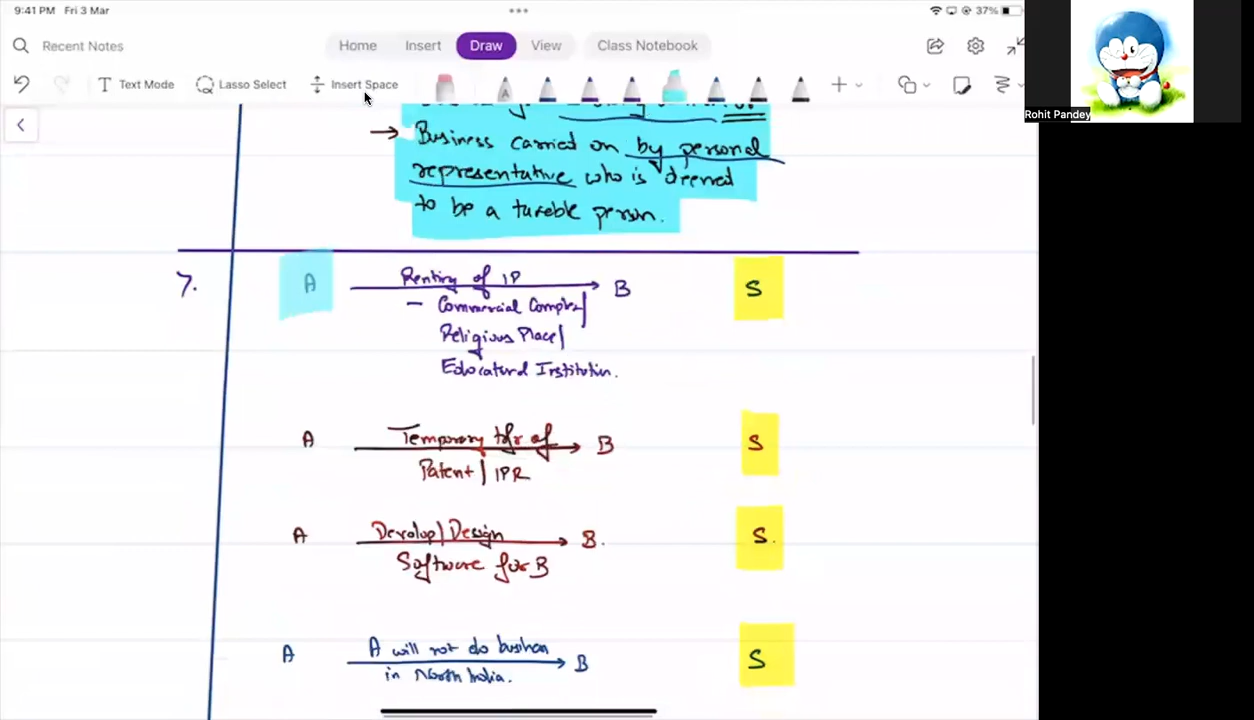 9:41 PM Fri 3 Mar
37%
Recent Notes
Home Insert Draw View Class Notebook
Text Mode Lasso Select Insert Space
Rohit Pandey
→ Business carried on by personal
representative who is deemed
to be a taxable person.
7. A Renting of IP B S
- Commercial Complex/
Religious Place/
Educational Institution.
A Temporary tfr of B S
Patent/IPR
A Develop/Design B. S.
Software for B
A A will not do business B S
in North India.